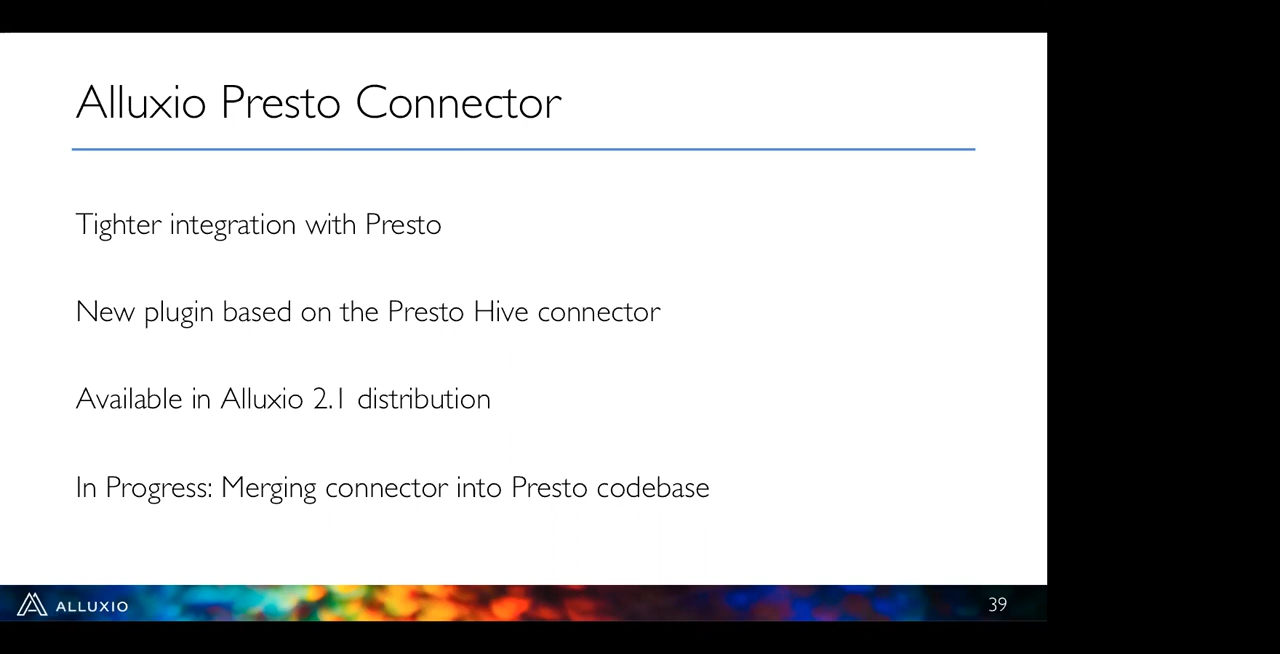 Alluxio Presto Connector
Tighter integration with Presto
New plugin based on the Presto Hive connector
Available in Alluxio 2.1 distribution
In Progress: Merging connector into Presto codebase
ALLUXIO
39